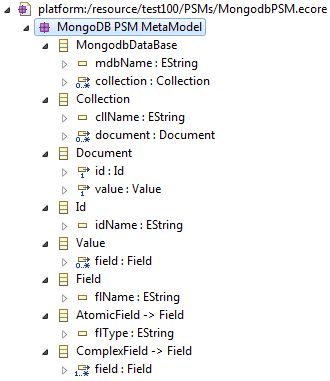 platform:/resource/test100/PSMs/MongodbPSM.ecore
MongoDB PSM MetaModel
MongodbDataBase
mdbName : EString
0..* collection : Collection
Collection
cllName : EString
0..* document : Document
Document
1 id : Id
1 value : Value
Id
idName : EString
Value
0..* field : Field
Field
flName : EString
AtomicField -> Field
flType : EString
ComplexField -> Field
1..* field : Field